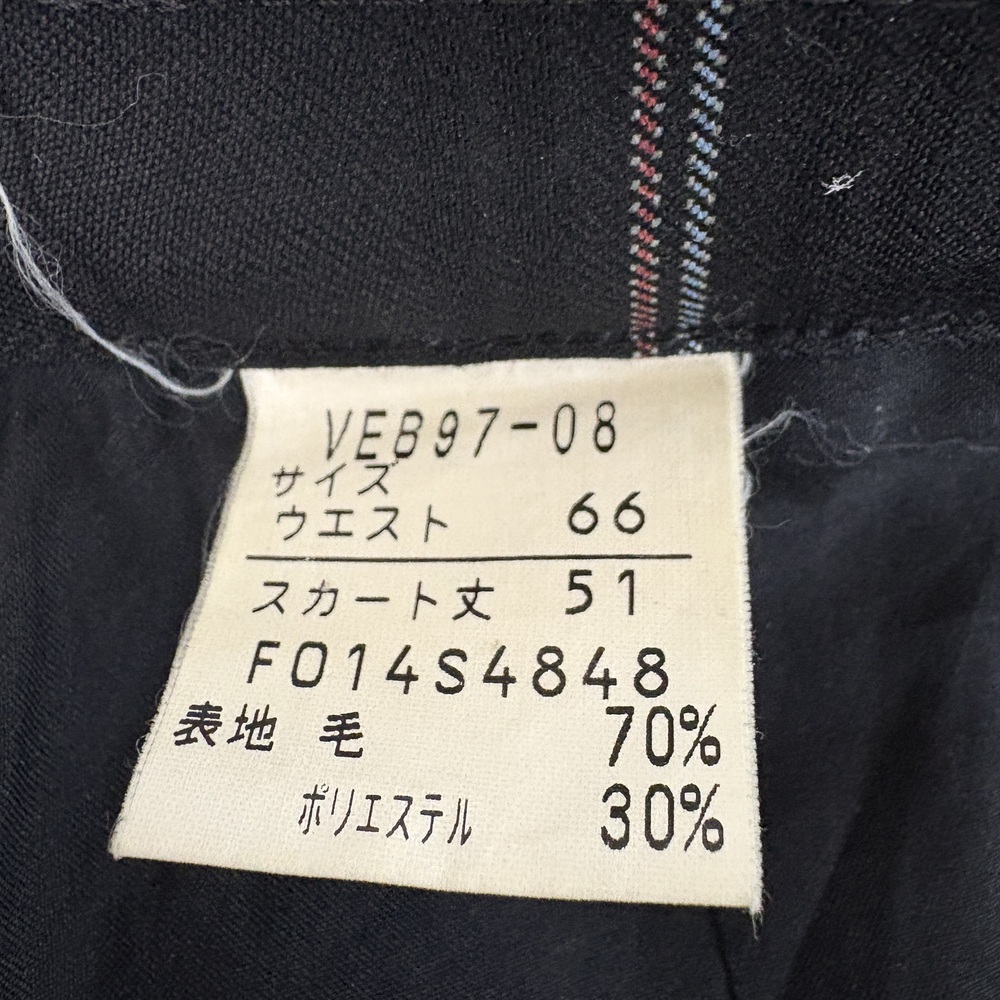 VEB97-08
サイズ
ウエスト 66
スカート丈 51
F014S4848
表地 毛 70%
ポリエステル 30%